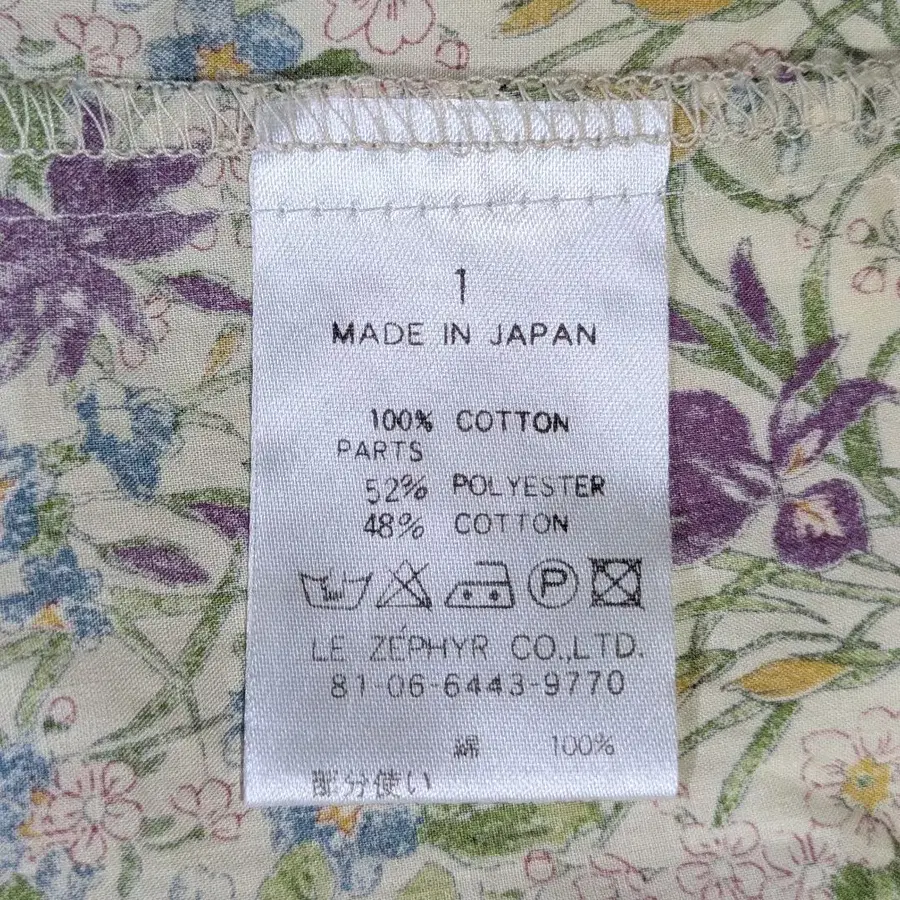 1
MADE IN JAPAN
100% COTTON
PARTS
52% POLYESTER
48% COTTON
P
LE ZÉPHYR CO.,LTD.
81-06-6443-9770
綿 100%
部分使い